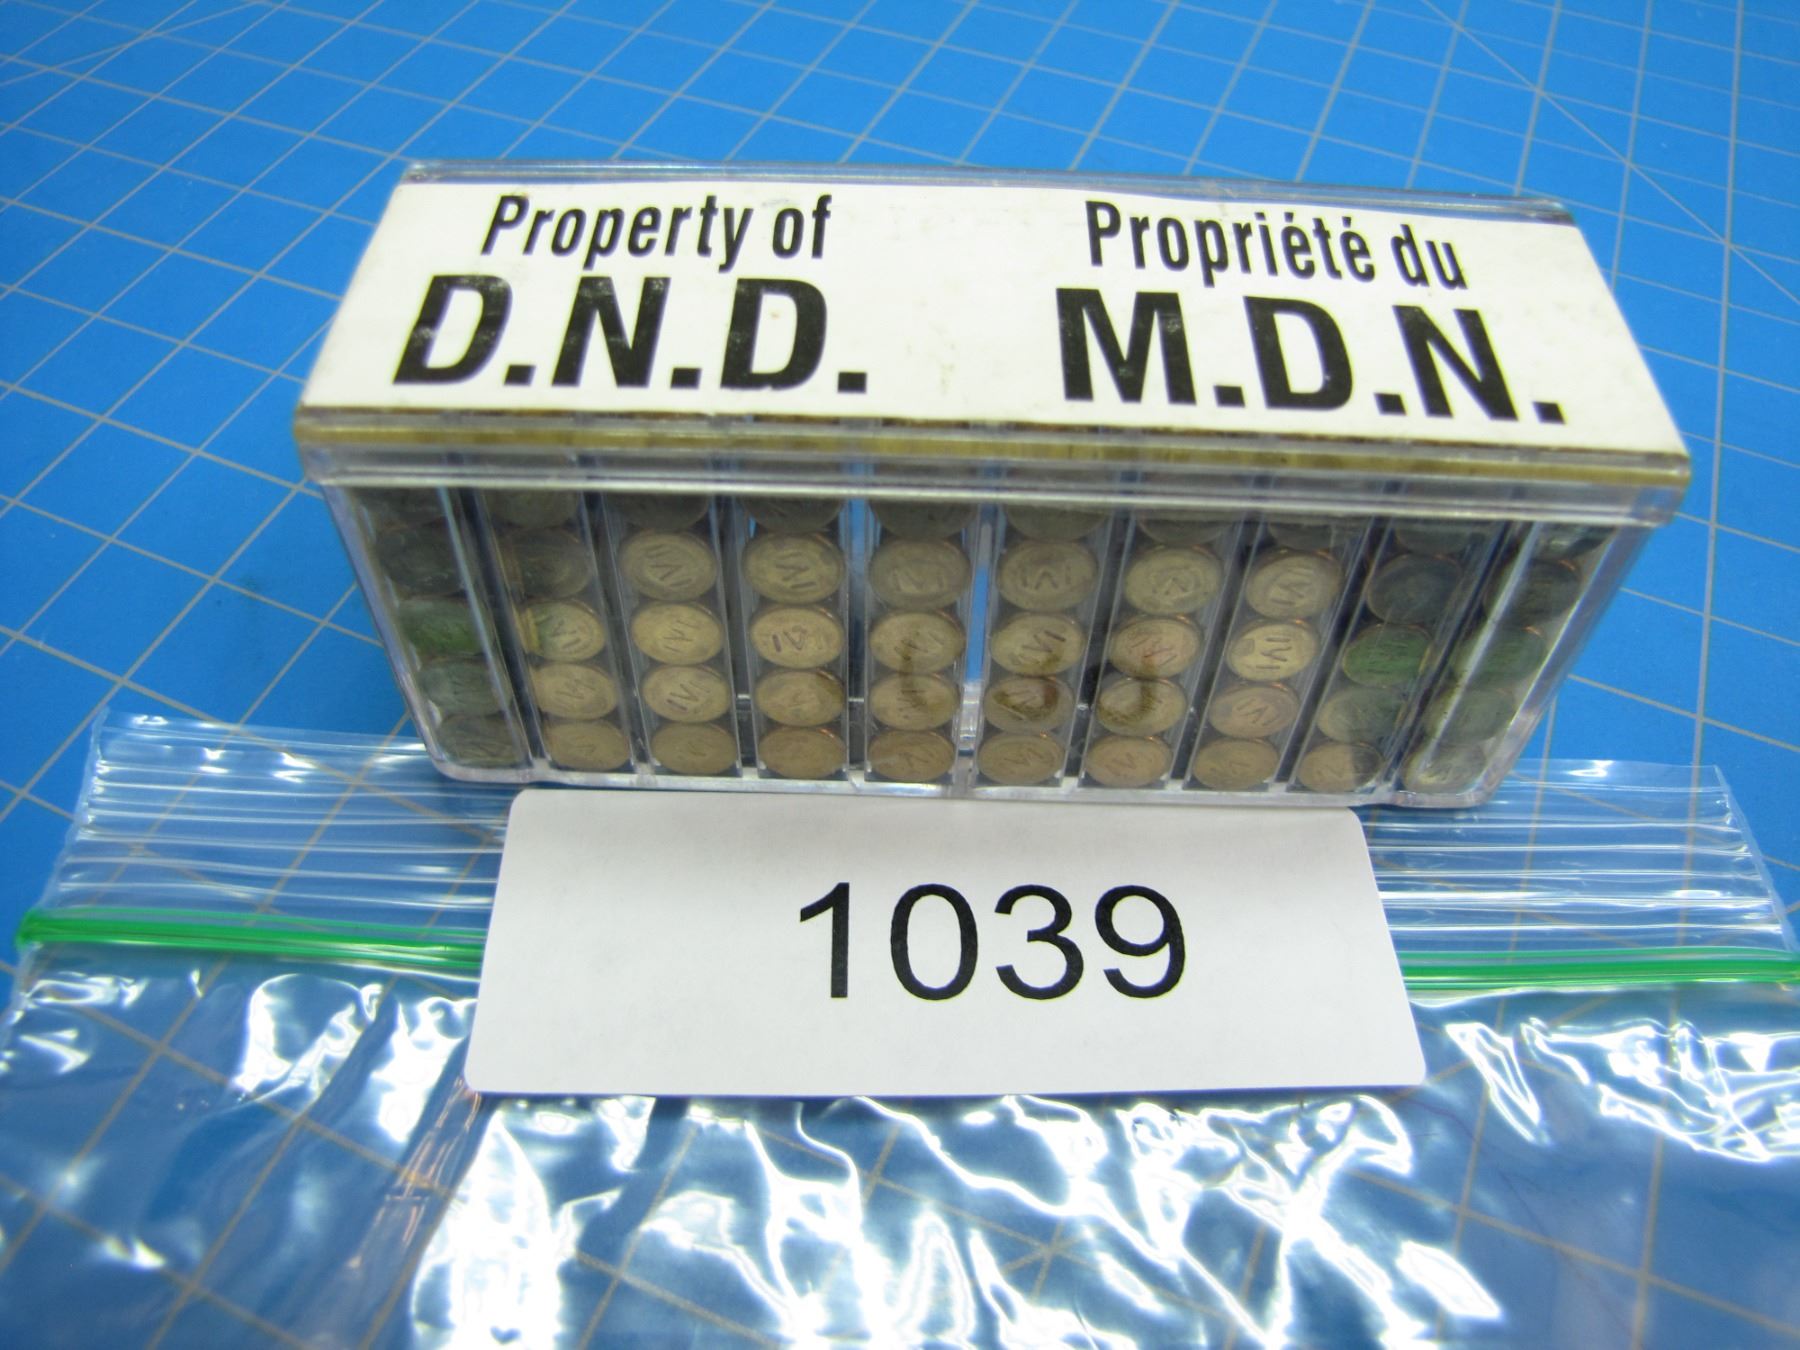 Property of
D.N.D.
Propriété du
M.D.N.
1039